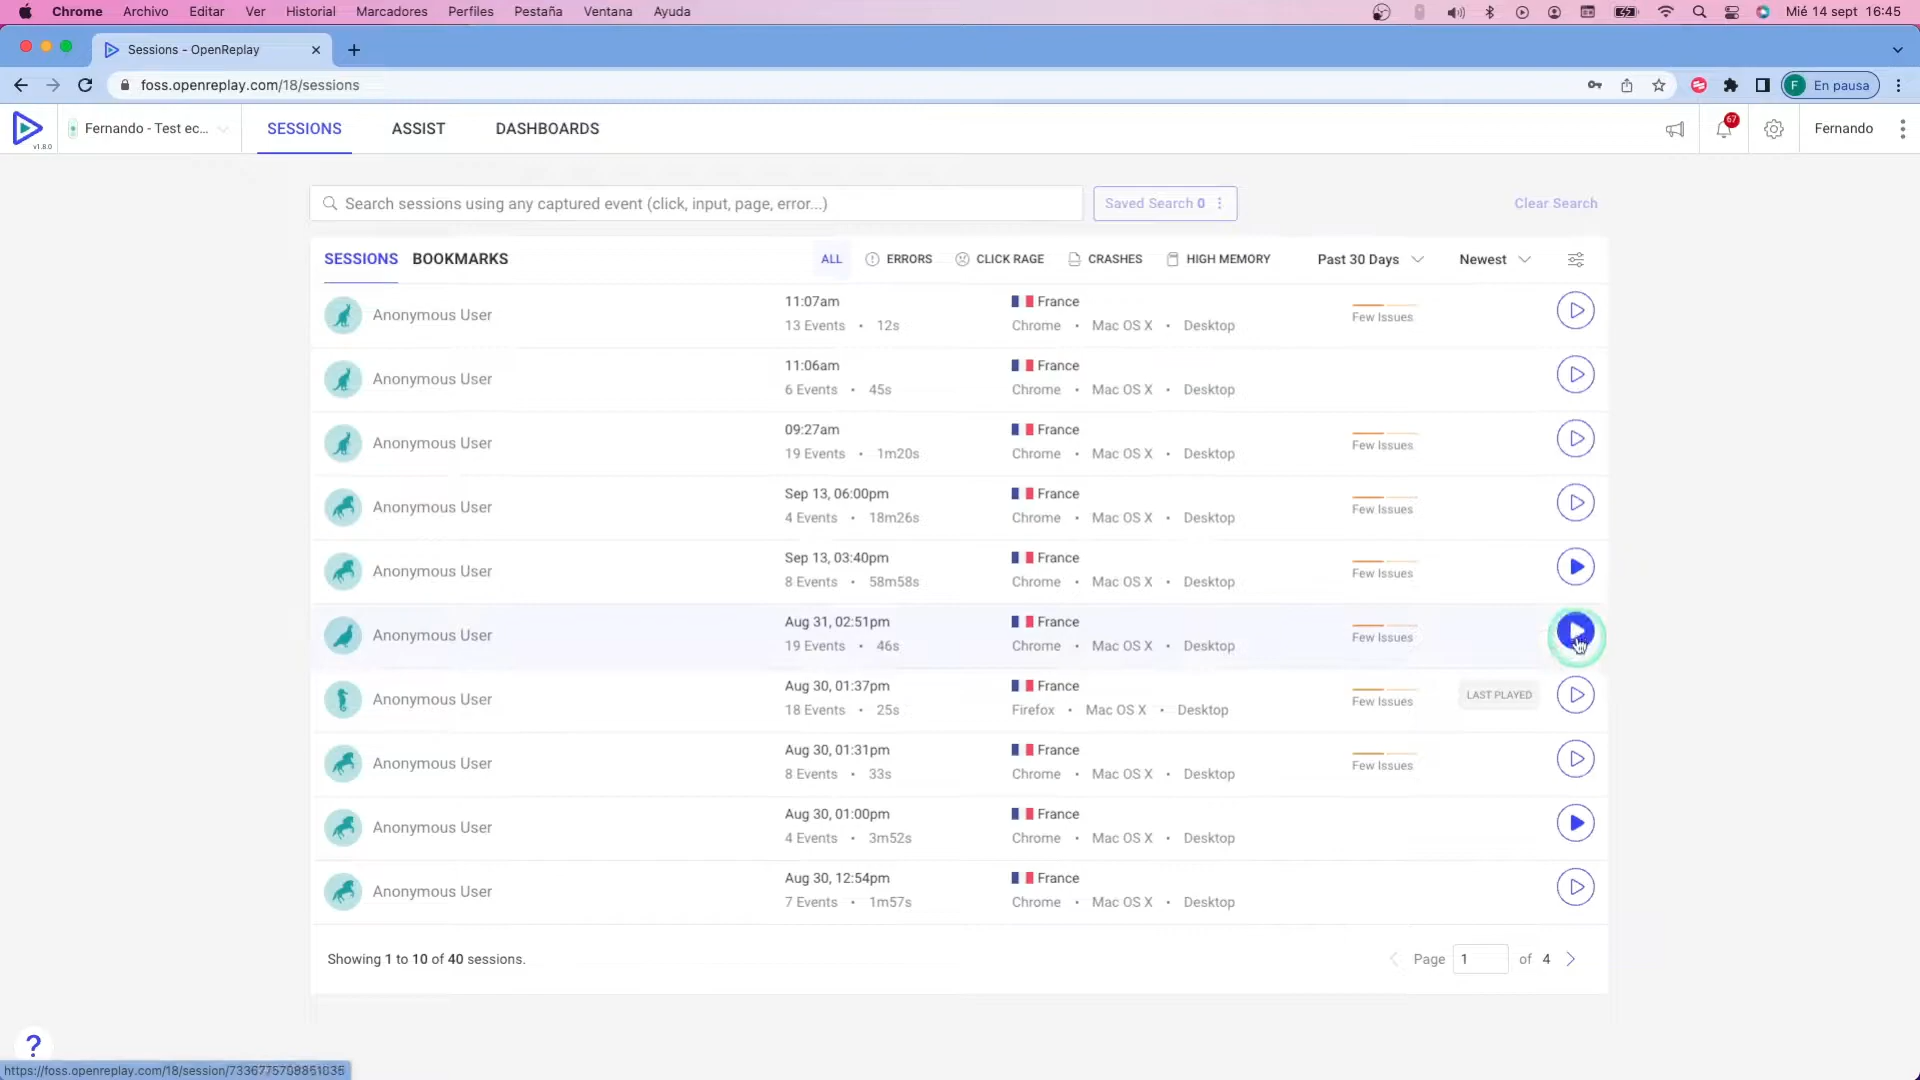 Chrome Archivo Editar Ver Historial Marcadores Perfiles Pestaña Ventana Ayuda Mié 14 sept 16:45
Sessions - OpenReplay
foss.openreplay.com/18/sessions F En pausa
v1.8.0 Fernando - Test ec... SESSIONS ASSIST DASHBOARDS 67 Fernando
Search sessions using any captured event (click, input, page, error...) Saved Search 0 Clear Search
SESSIONS BOOKMARKS ALL ERRORS CLICK RAGE CRASHES HIGH MEMORY Past 30 Days Newest
Anonymous User 11:07am France Few Issues
13 Events • 12s Chrome • Mac OS X • Desktop
Anonymous User 11:06am France
6 Events • 45s Chrome • Mac OS X • Desktop
Anonymous User 09:27am France Few Issues
19 Events • 1m20s Chrome • Mac OS X • Desktop
Anonymous User Sep 13, 06:00pm France Few Issues
4 Events • 18m26s Chrome • Mac OS X • Desktop
Anonymous User Sep 13, 03:40pm France Few Issues
8 Events • 58m58s Chrome • Mac OS X • Desktop
Anonymous User Aug 31, 02:51pm France Few Issues
19 Events • 46s Chrome • Mac OS X • Desktop
Anonymous User Aug 30, 01:37pm France Few Issues LAST PLAYED
18 Events • 25s Firefox • Mac OS X • Desktop
Anonymous User Aug 30, 01:31pm France Few Issues
8 Events • 33s Chrome • Mac OS X • Desktop
Anonymous User Aug 30, 01:00pm France
4 Events • 3m52s Chrome • Mac OS X • Desktop
Anonymous User Aug 30, 12:54pm France
7 Events • 1m57s Chrome • Mac OS X • Desktop
Showing 1 to 10 of 40 sessions. Page 1 of 4
?
https://foss.openreplay.com/18/session/7336775708851035